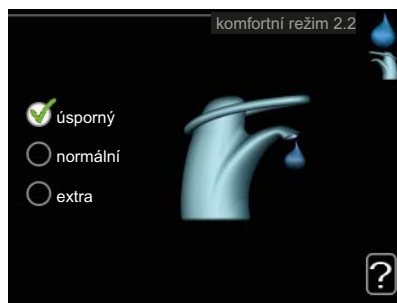 komfortní režim 2.2
úsporný
normální
extra
?